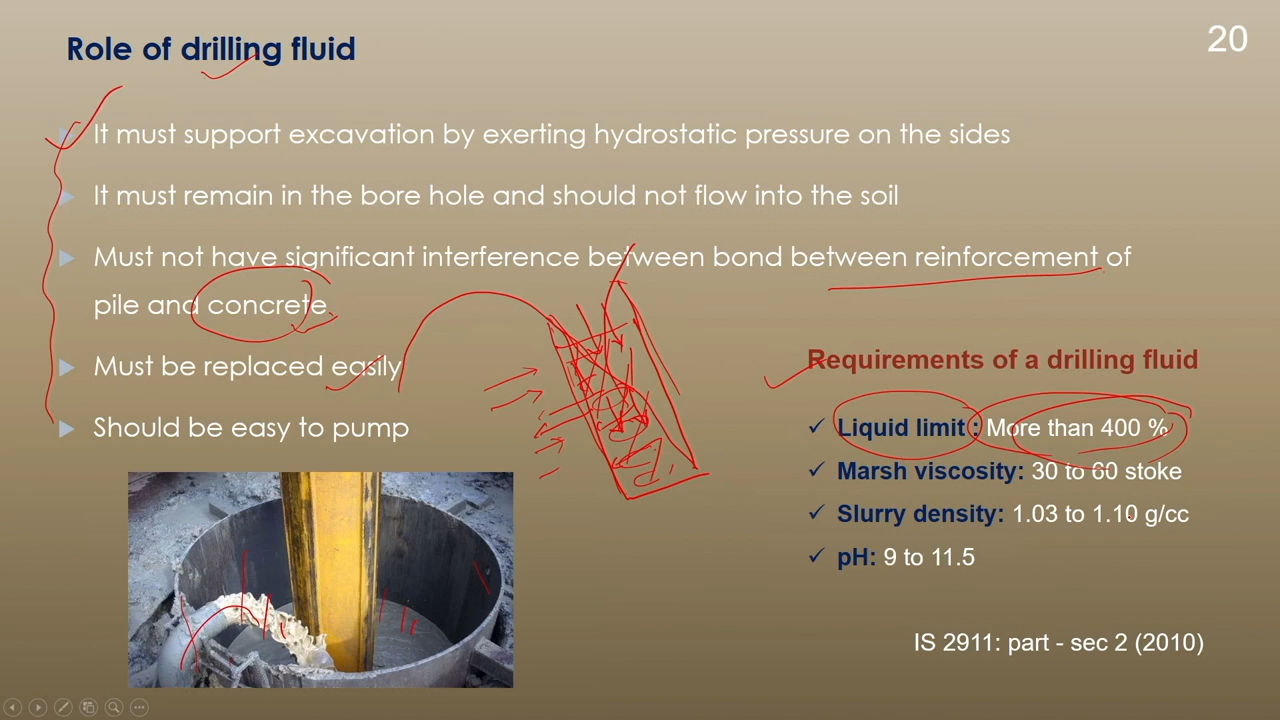 Role of drilling fluid
20
It must support excavation by exerting hydrostatic pressure on the sides
It must remain in the bore hole and should not flow into the soil
Must not have significant interference between bond between reinforcement of
pile and concrete.
Must be replaced easily
Should be easy to pump
Requirements of a drilling fluid
Liquid limit : More than 400 %
Marsh viscosity: 30 to 60 stoke
Slurry density: 1.03 to 1.10 g/cc
pH: 9 to 11.5
IS 2911: part - sec 2 (2010)